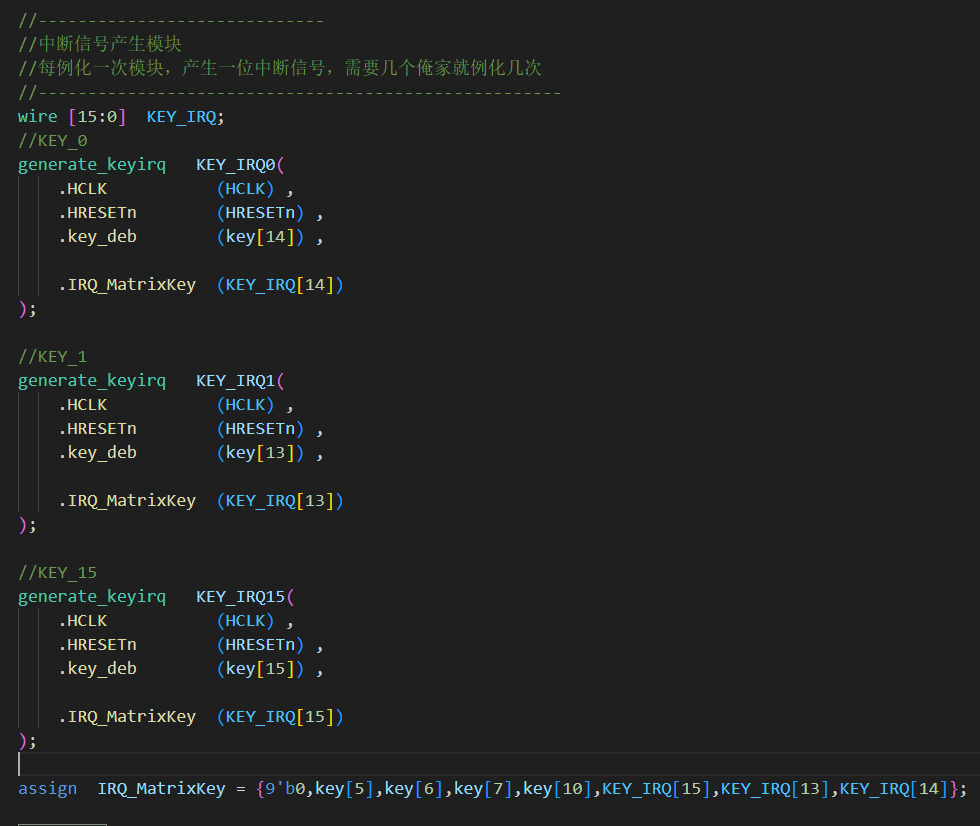 //-----------------------------
//中断信号产生模块
//每例化一次模块，产生一位中断信号，需要几个俺家就例化几次
//-----------------------------------------------------
wire [15:0]  KEY_IRQ;
//KEY_0
generate_keyirq   KEY_IRQ0(
    .HCLK           (HCLK) ,
    .HRESETn        (HRESETn) ,
    .key_deb        (key[14]) ,
    .IRQ_MatrixKey  (KEY_IRQ[14])
);
//KEY_1
generate_keyirq   KEY_IRQ1(
    .HCLK           (HCLK) ,
    .HRESETn        (HRESETn) ,
    .key_deb        (key[13]) ,
    .IRQ_MatrixKey  (KEY_IRQ[13])
);
//KEY_15
generate_keyirq   KEY_IRQ15(
    .HCLK           (HCLK) ,
    .HRESETn        (HRESETn) ,
    .key_deb        (key[15]) ,
    .IRQ_MatrixKey  (KEY_IRQ[15])
);
assign  IRQ_MatrixKey = {9'b0,key[5],key[6],key[7],key[10],KEY_IRQ[15],KEY_IRQ[13],KEY_IRQ[14]};